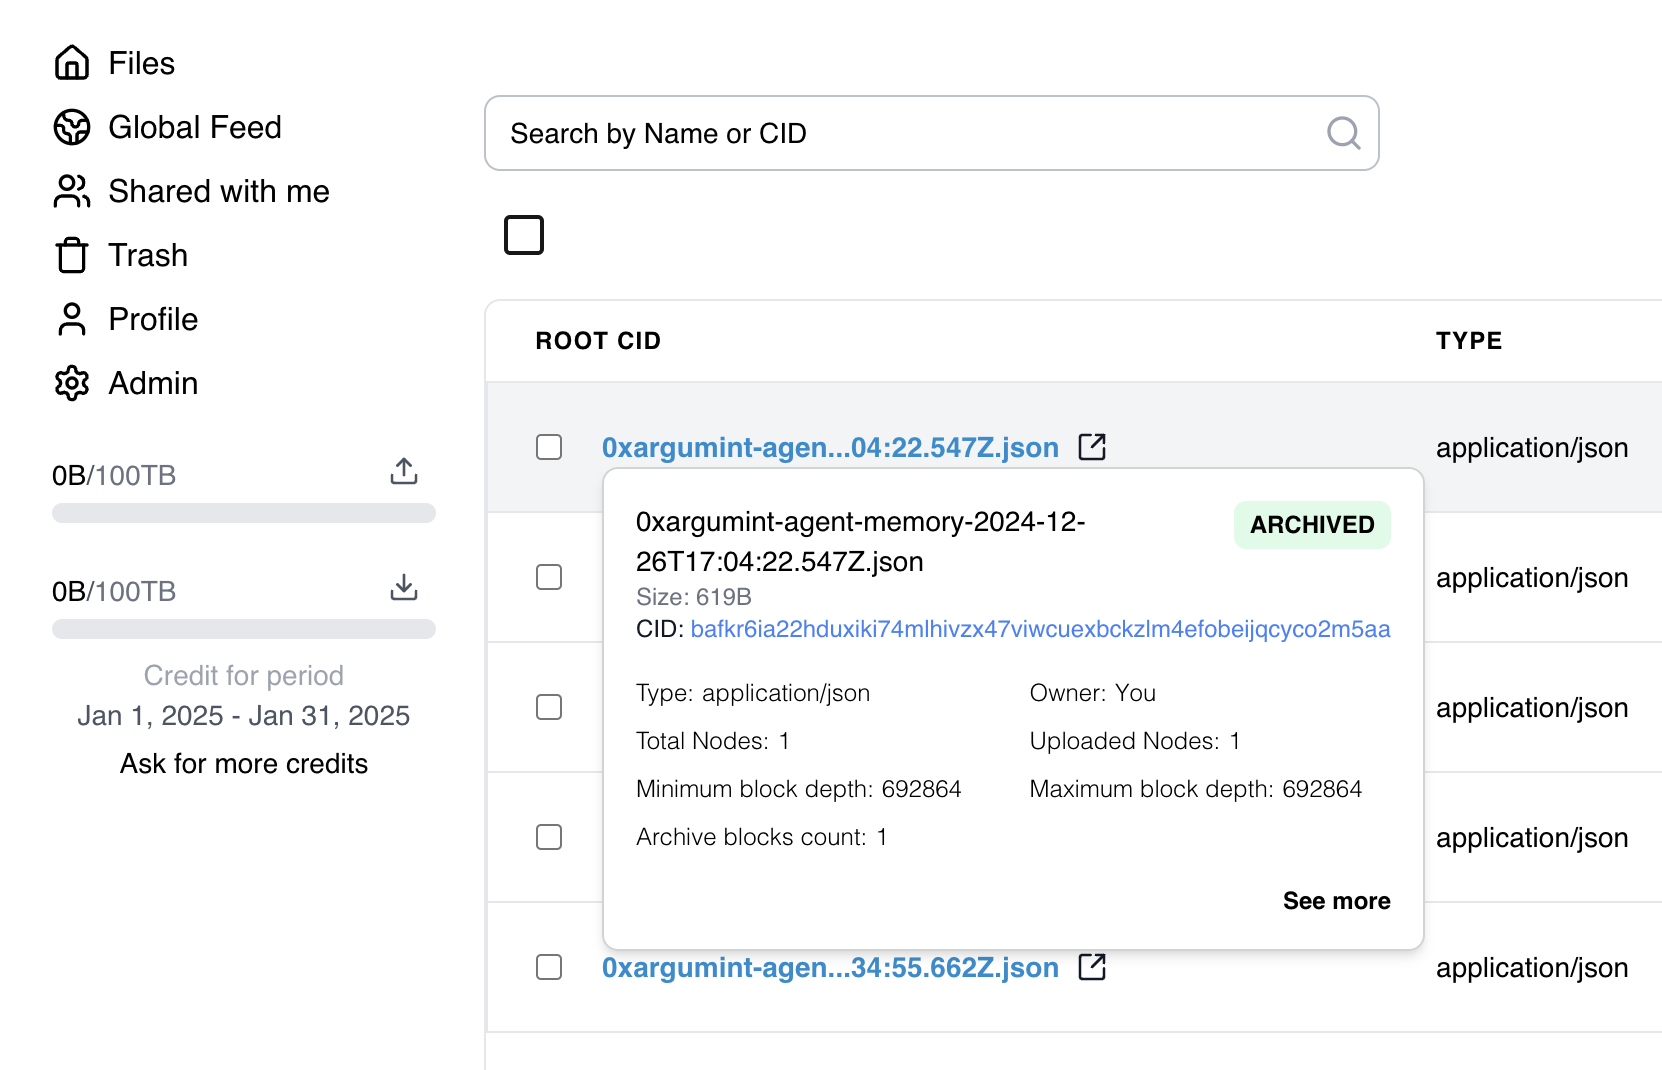 Files
Global Feed
Shared with me
Trash
Profile
Admin
0B/100TB
0B/100TB
Credit for period
Jan 1, 2025 - Jan 31, 2025
Ask for more credits
Search by Name or CID
ROOT CID
TYPE
0xargumint-agen...04:22.547Z.json
application/json
0xargumint-agent-memory-2024-12-
26T17:04:22.547Z.json
ARCHIVED
Size: 619B
CID: bafkr6ia22hduxiki74mlhivzx47viwcuexbckzlm4efobeijqcyco2m5aa
Type: application/json
Owner: You
Total Nodes: 1
Uploaded Nodes: 1
Minimum block depth: 692864
Maximum block depth: 692864
Archive blocks count: 1
See more
application/json
application/json
application/json
0xargumint-agen...34:55.662Z.json
application/json